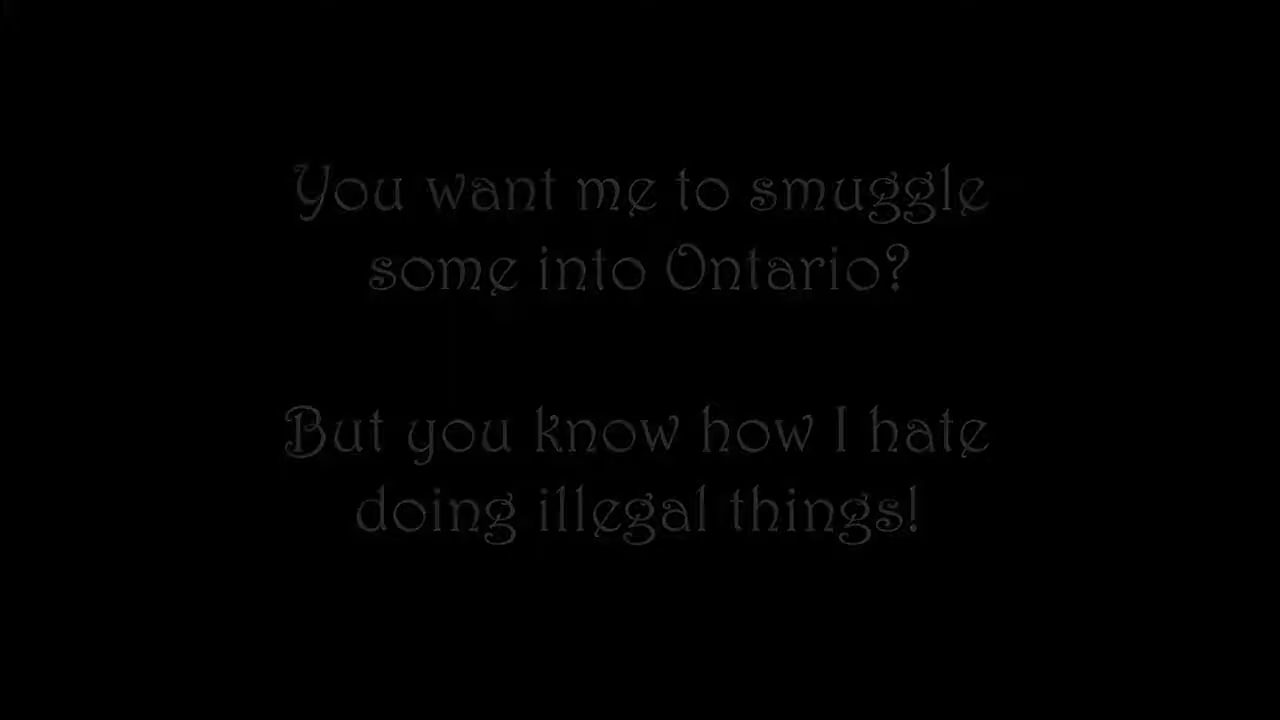 You want me to smuggle
some into Ontario?
But you know how I hate
doing illegal things!